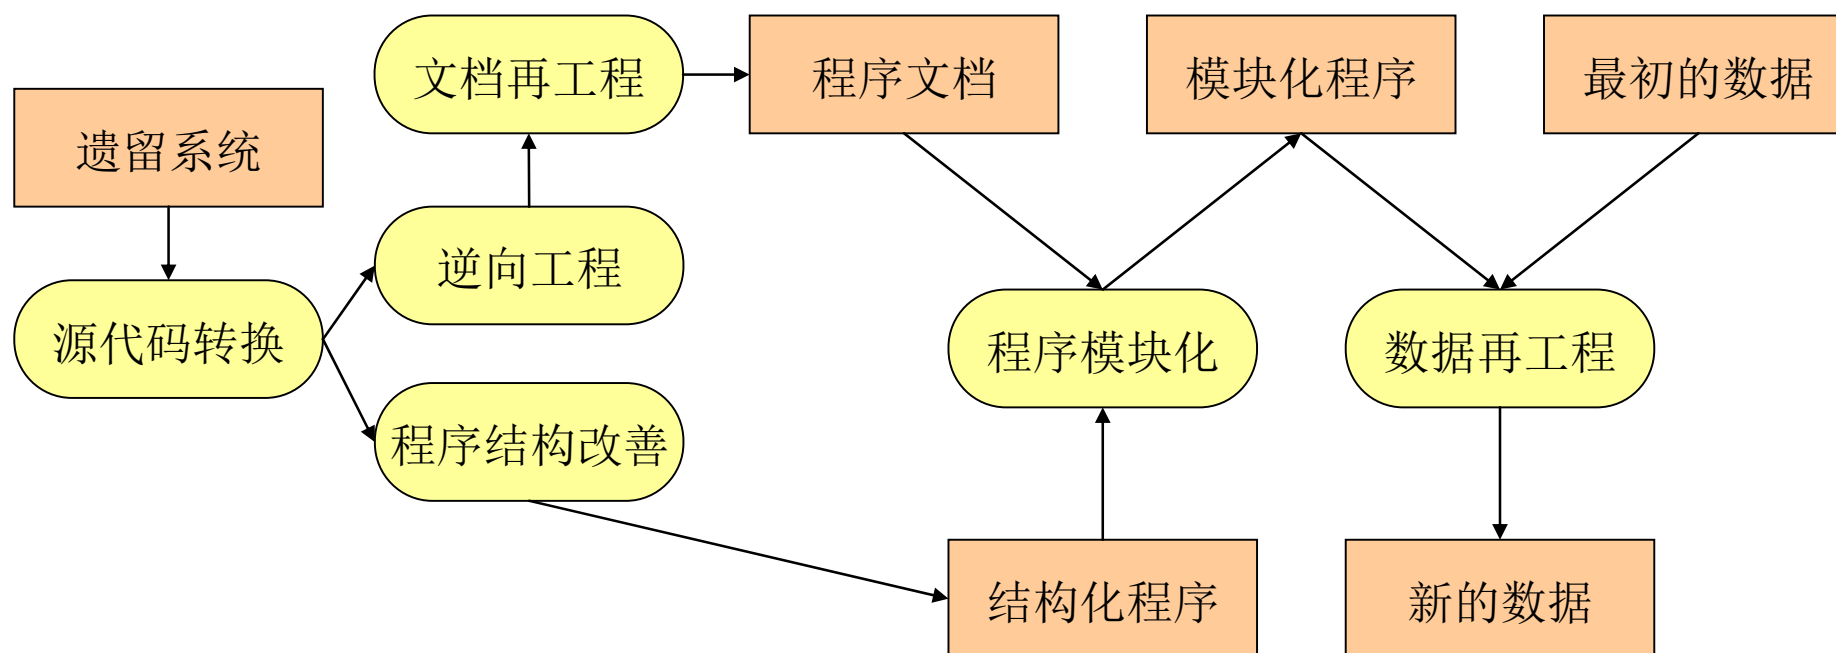 文档再工程
程序文档
模块化程序
最初的数据
遗留系统
逆向工程
源代码转换
程序模块化
数据再工程
程序结构改善
结构化程序
新的数据